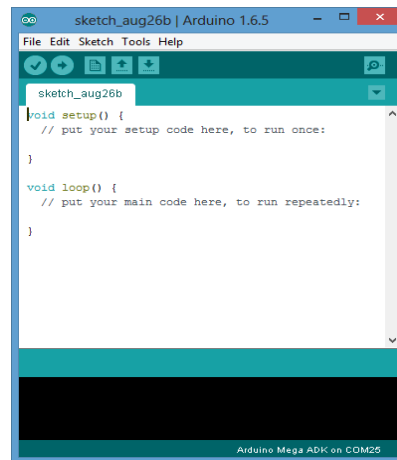 sketch_aug26b | Arduino 1.6.5
File Edit Sketch Tools Help
sketch_aug26b
void setup() {
  // put your setup code here, to run once:
}
void loop() {
  // put your main code here, to run repeatedly:
}
Arduino Mega ADK on COM25